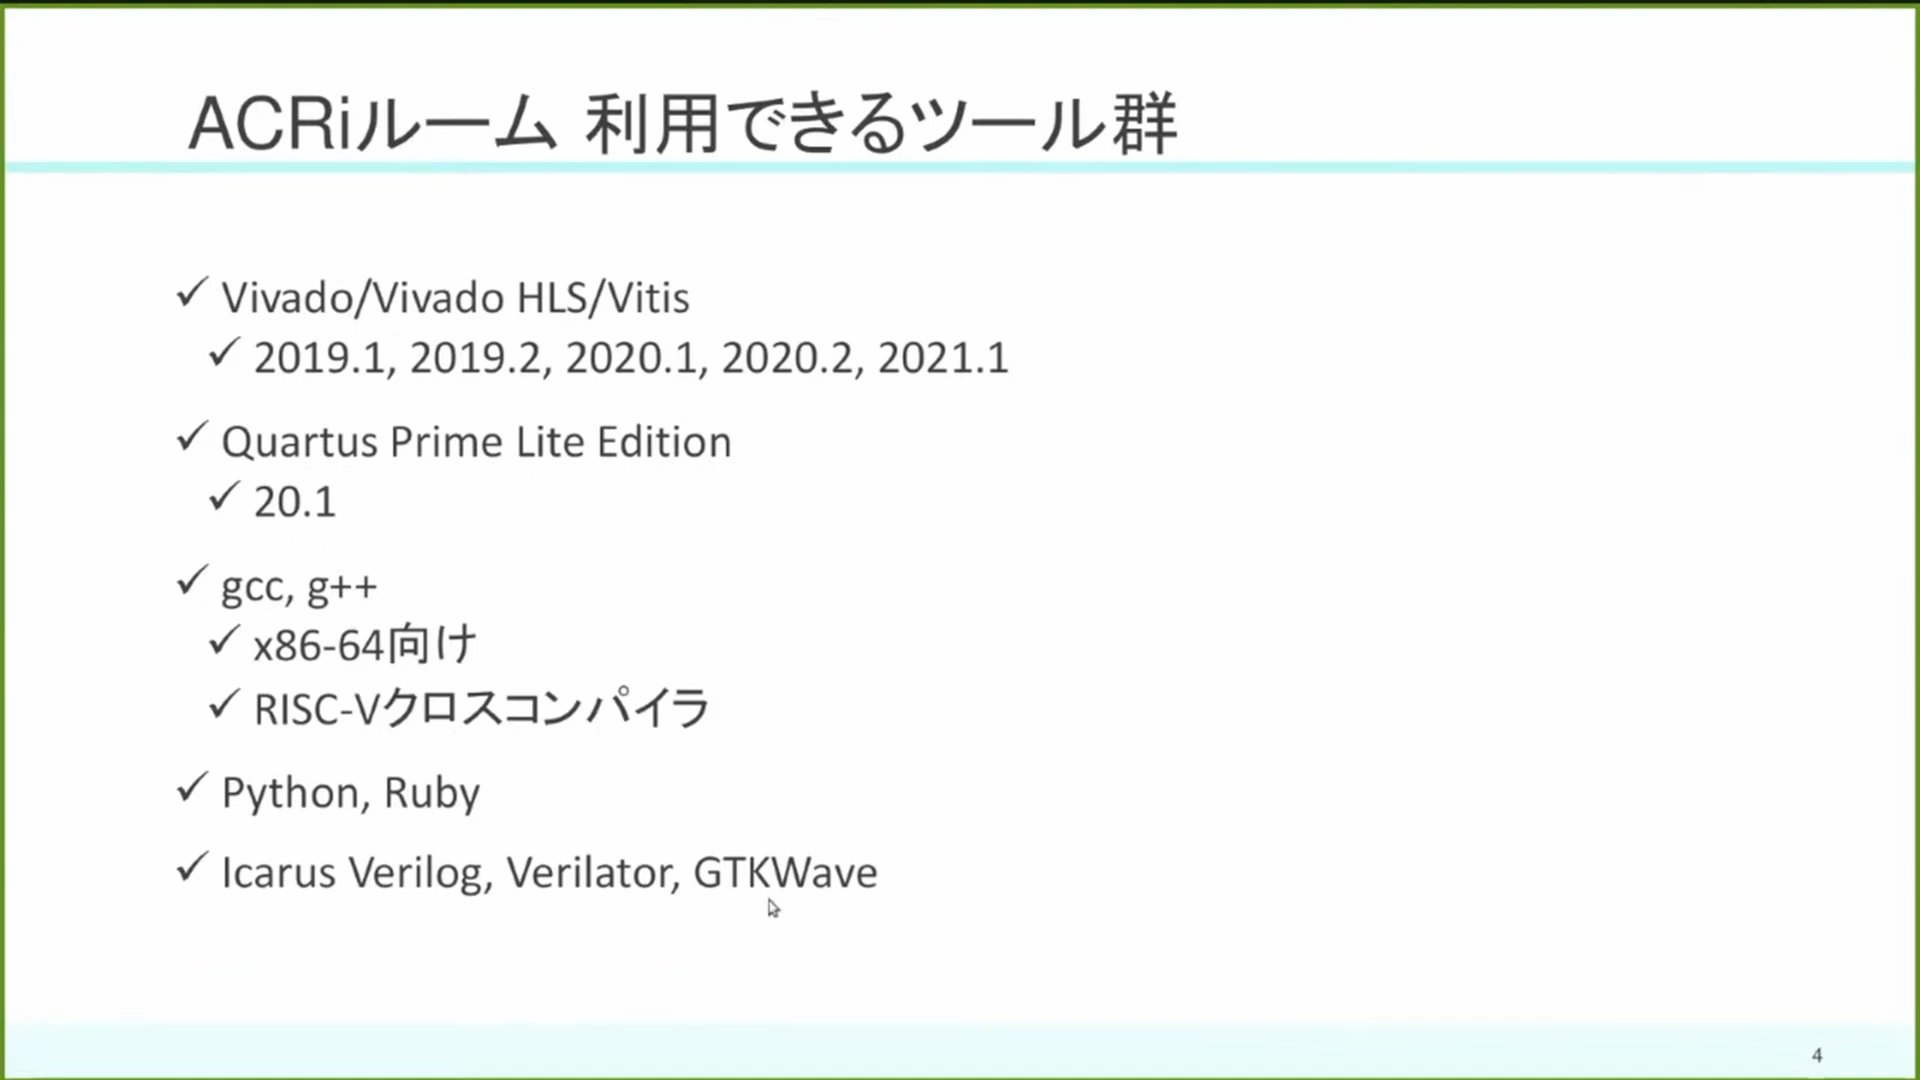 ACRiルーム 利用できるツール群
✓ Vivado/Vivado HLS/Vitis
✓ 2019.1, 2019.2, 2020.1, 2020.2, 2021.1
✓ Quartus Prime Lite Edition
✓ 20.1
✓ gcc, g++
✓ x86-64向け
✓ RISC-Vクロスコンパイラ
✓ Python, Ruby
✓ Icarus Verilog, Verilator, GTKWave
4